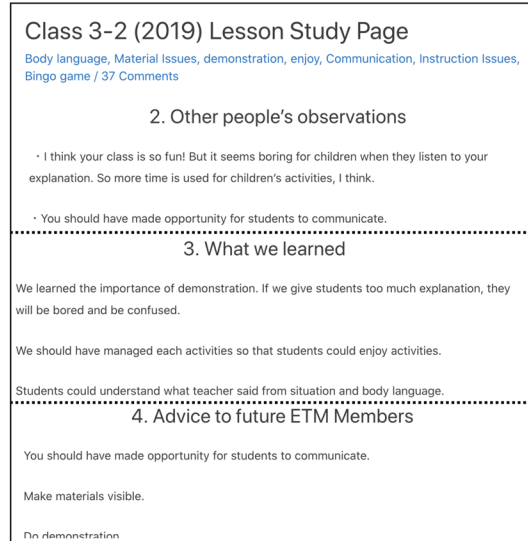 Class 3-2 (2019) Lesson Study Page
Body language, Material Issues, demonstration, enjoy, Communication, Instruction Issues,
Bingo game / 37 Comments
2. Other people's observations
・I think your class is so fun! But it seems boring for children when they listen to your
explanation. So more time is used for children's activities, I think.
・You should have made opportunity for students to communicate.
3. What we learned
We learned the importance of demonstration. If we give students too much explanation, they
will be bored and be confused.
We should have managed each activities so that students could enjoy activities.
Students could understand what teacher said from situation and body language.
4. Advice to future ETM Members
You should have made opportunity for students to communicate.
Make materials visible.
Do demonstration